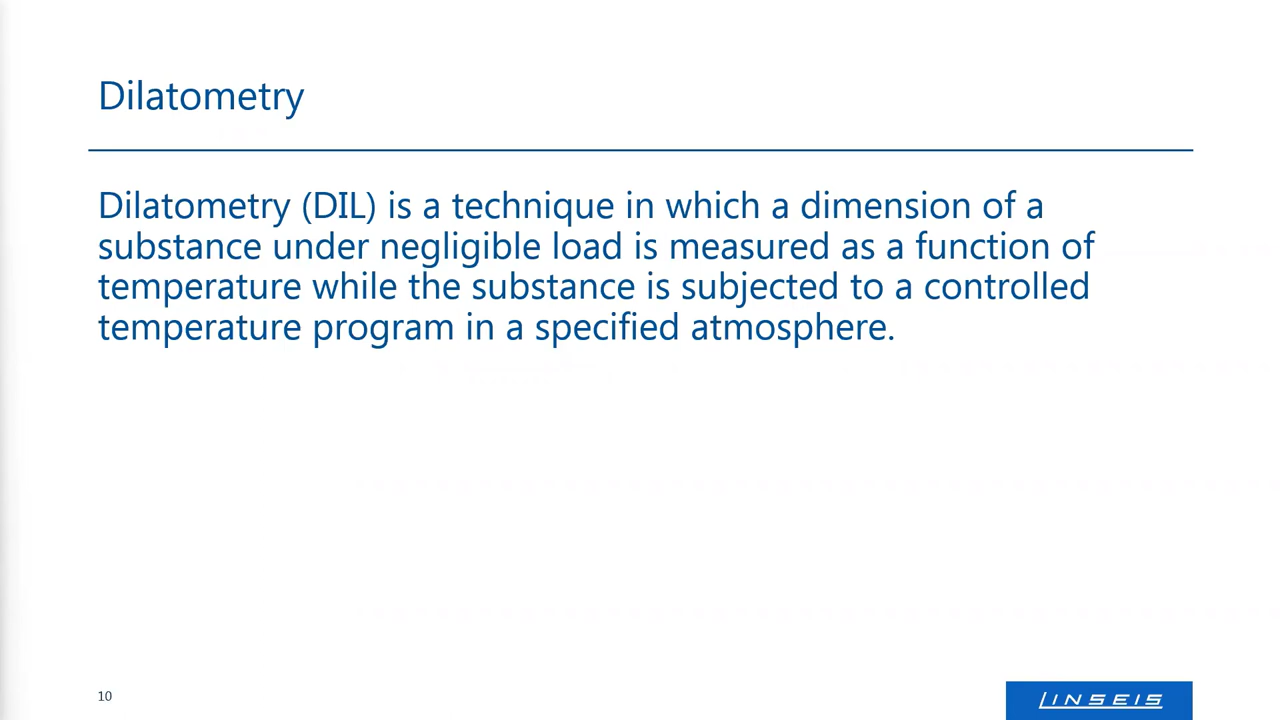 Dilatometry
Dilatometry (DIL) is a technique in which a dimension of a
substance under negligible load is measured as a function of
temperature while the substance is subjected to a controlled
temperature program in a specified atmosphere.
10
LINSEIS